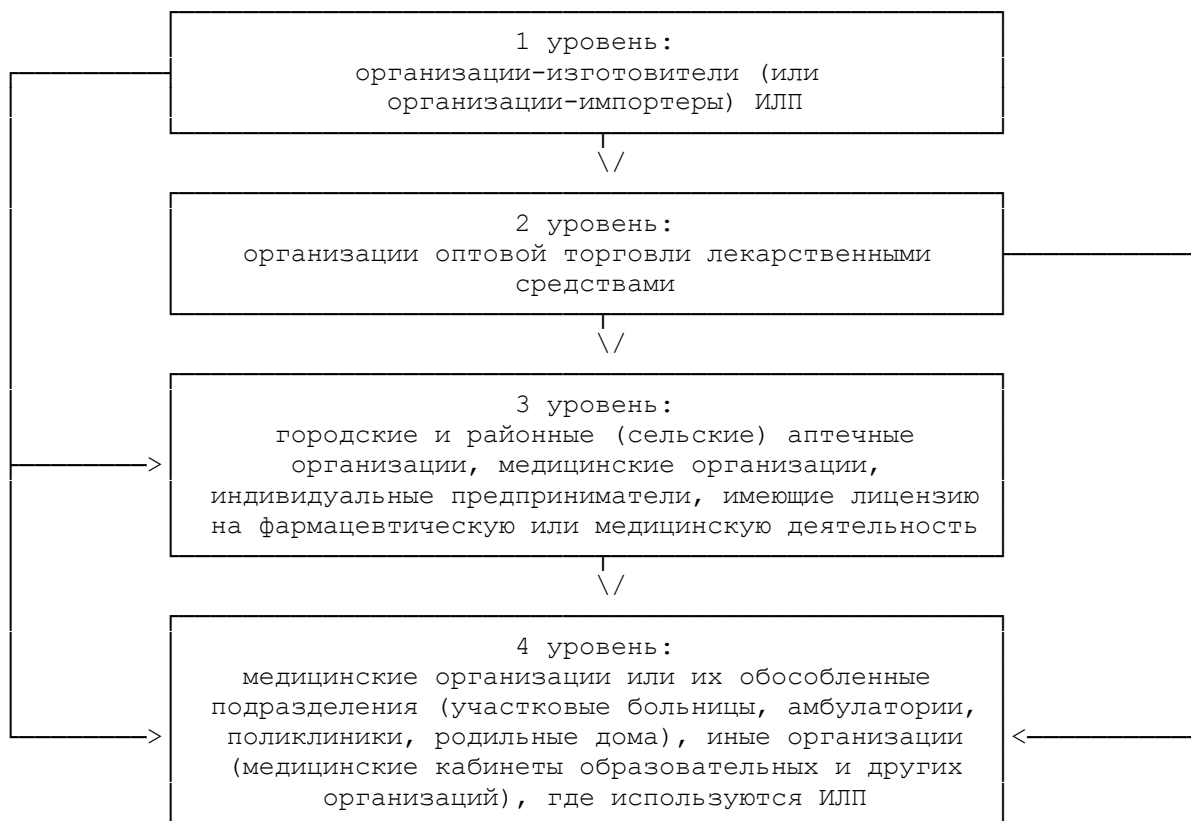 1 уровень:
организации-изготовители (или
организации-импортеры) ИЛП
\/
2 уровень:
организации оптовой торговли лекарственными
средствами
\/
3 уровень:
городские и районные (сельские) аптечные
организации, медицинские организации,
индивидуальные предприниматели, имеющие лицензию
на фармацевтическую или медицинскую деятельность
\/
4 уровень:
медицинские организации или их обособленные
подразделения (участковые больницы, амбулатории,
поликлиники, родильные дома), иные организации
(медицинские кабинеты образовательных и других
организаций), где используются ИЛП